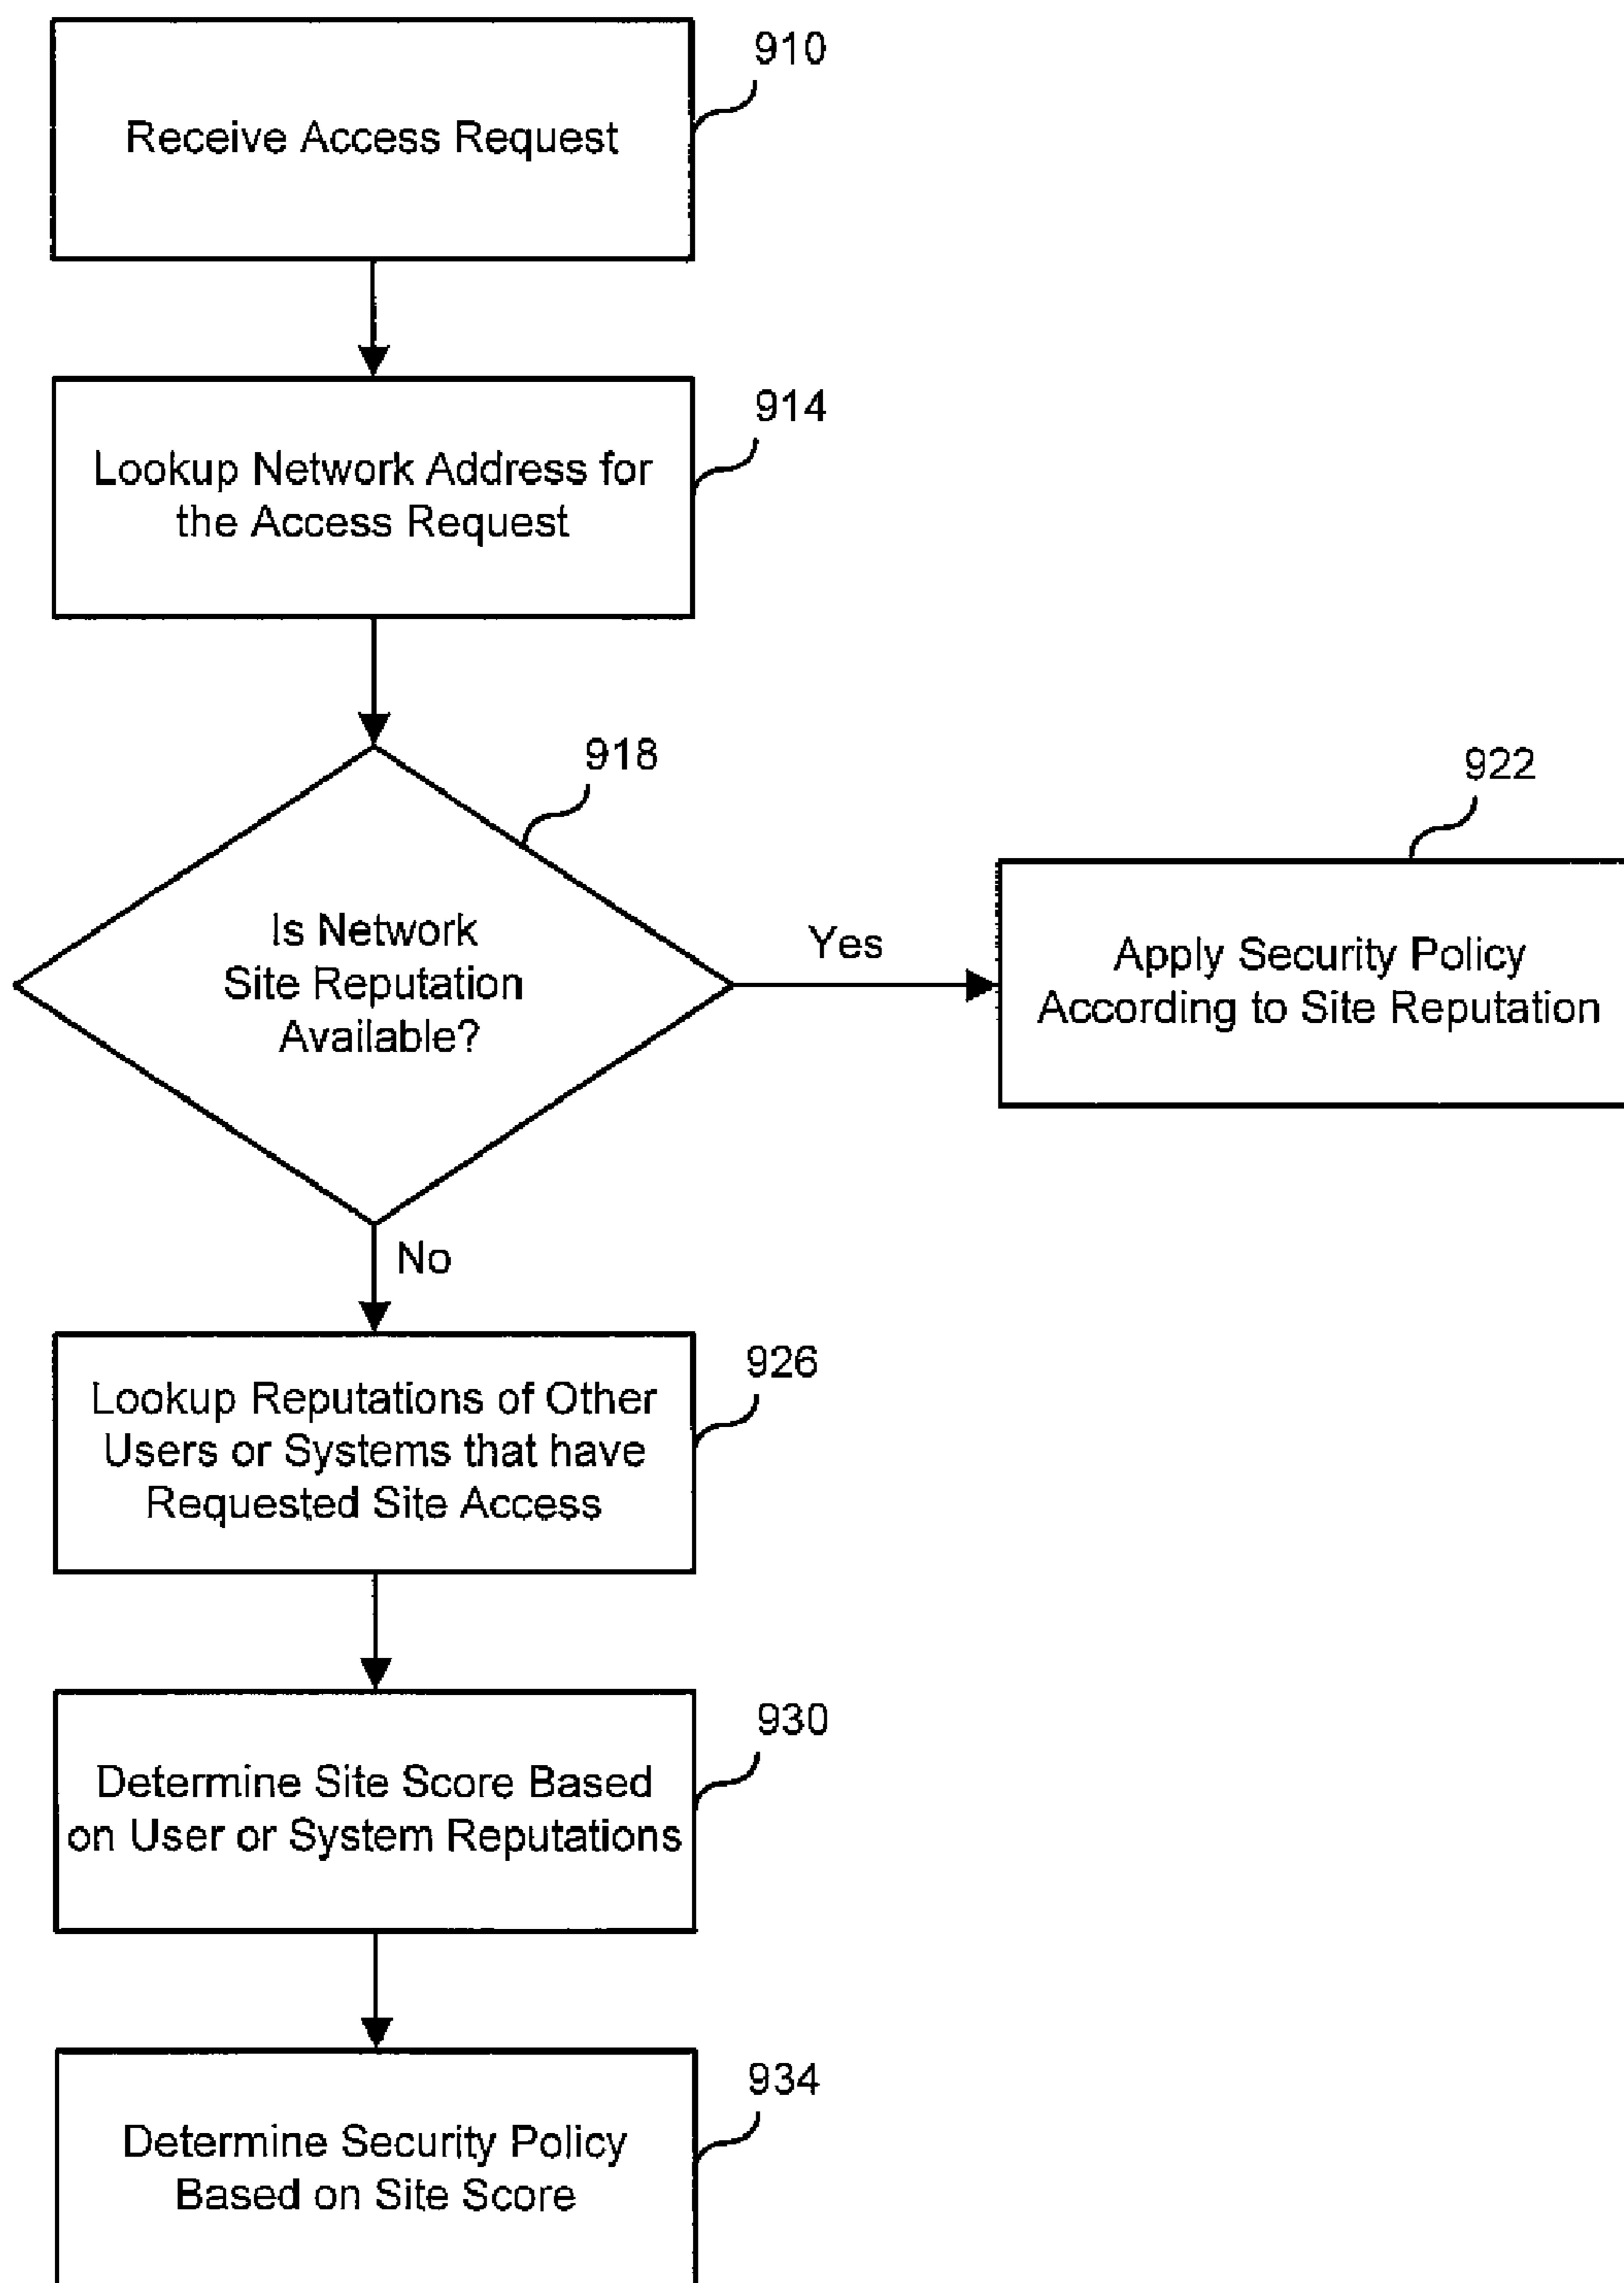 910
Receive Access Request
914
Lookup Network Address for
the Access Request
918
Is Network
Site Reputation
Available?
Yes
922
Apply Security Policy
According to Site Reputation
No
926
Lookup Reputations of Other
Users or Systems that have
Requested Site Access
930
Determine Site Score Based
on User or System Reputations
934
Determine Security Policy
Based on Site Score